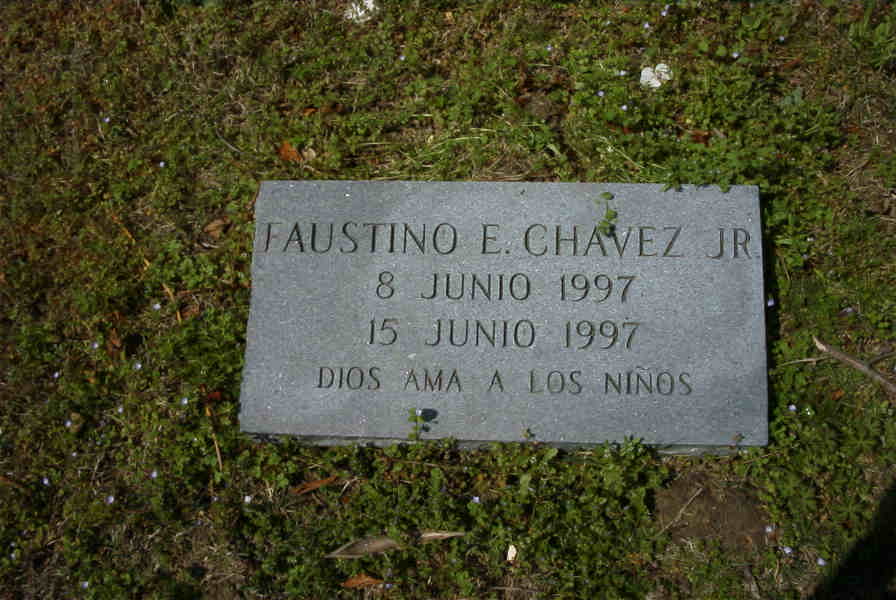 FAUSTINO E. CHAVEZ JR.
8 JUNIO 1997
15 JUNIO 1997
DIOS AMA A LOS NIÑOS